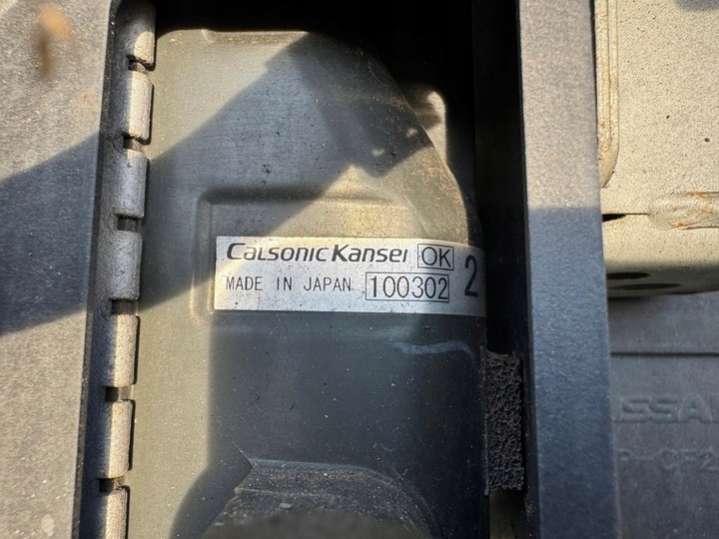 CALSONIC KANSEI OK
MADE IN JAPAN 100302 2